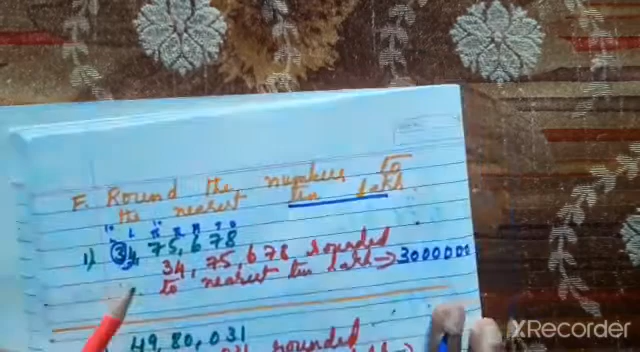 F. Round the numbers to
the nearest ten lakh.
1) 34,75,678
34,75,678 rounded
to nearest ten lakh → 3000000
49,80,031
rounded
XRecorder